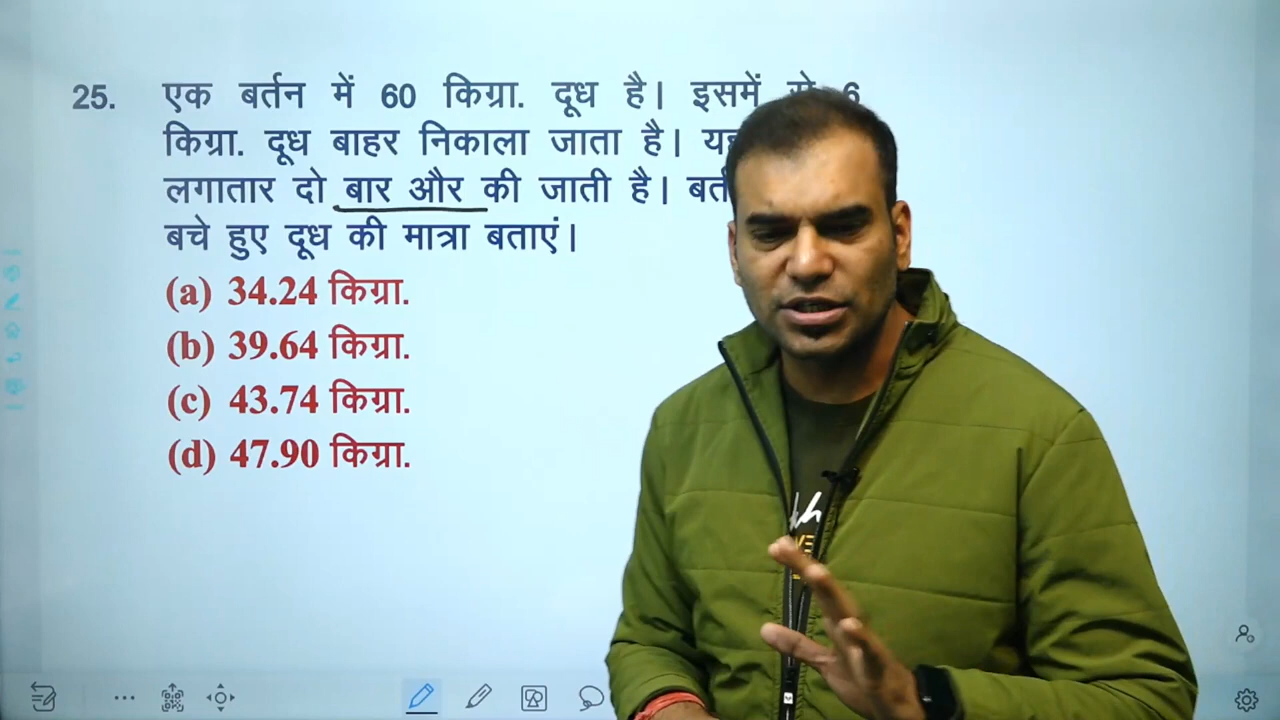 25. एक बर्तन में 60 किग्रा. दूध है। इसमें से 6
किग्रा. दूध बाहर निकाला जाता है।
लगातार दो बार और की जाती है।
बचे हुए दूध की मात्रा बताएं।
(a) 34.24 किग्रा.
(b) 39.64 किग्रा.
(c) 43.74 किग्रा.
(d) 47.90 किग्रा.